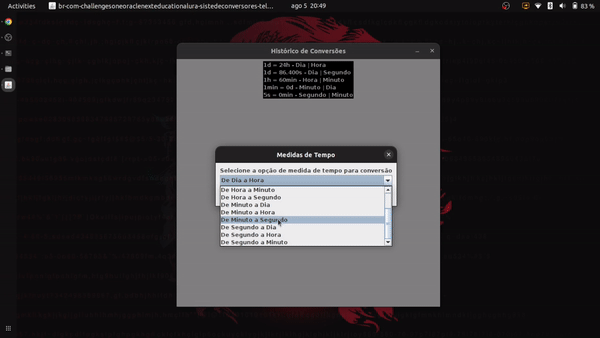 Activities
br-com-challengesoneoraclenexteducationalura-sistedeconversores-tel...
ago 5 20:49
83 %
Histórico de Conversões
1d = 24h - Dia | Hora
1d = 86.400s - Dia | Segundo
1h = 60min - Hora | Minuto
1min = 0d - Minuto | Dia
5s = 0min - Segundo | Minuto
Medidas de Tempo
Selecione a opção de medida de tempo para conversão
De Dia a Hora
De Hora a Minuto
De Hora a Segundo
De Minuto a Dia
De Minuto a Hora
De Minuto a Segundo
De Segundo a Dia
De Segundo a Hora
De Segundo a Minuto